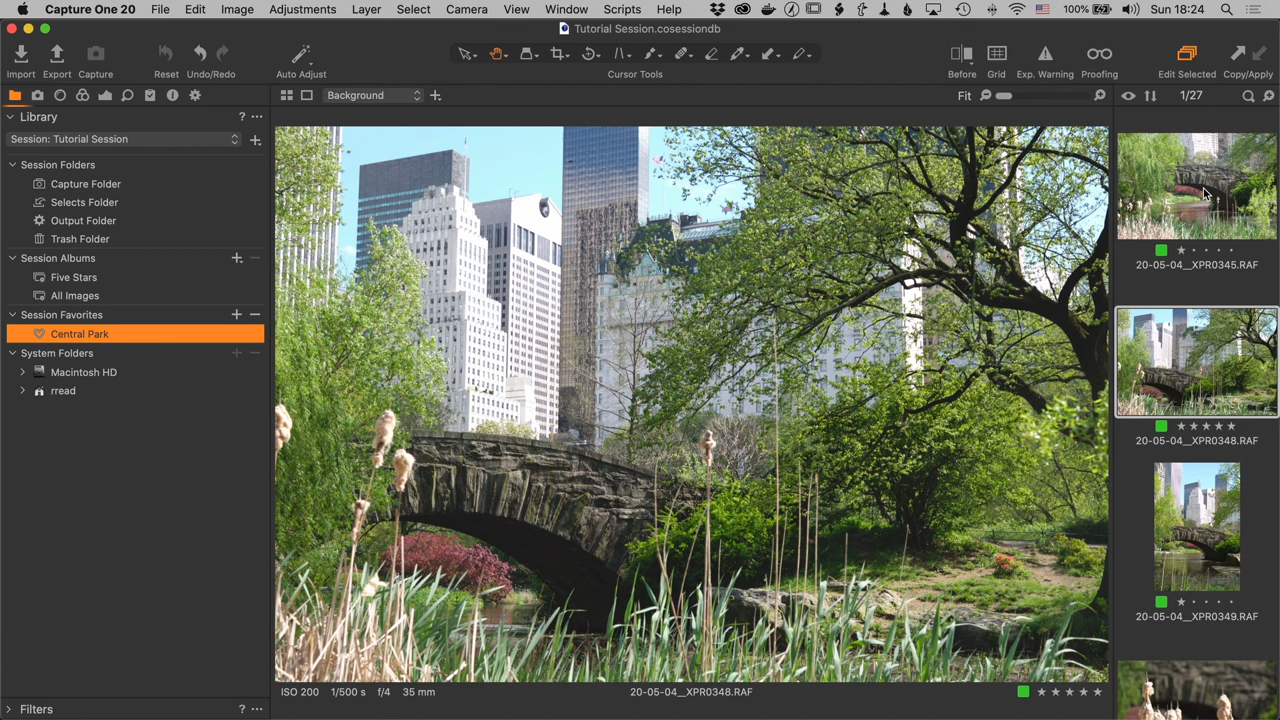 Capture One 20 File Edit Image Adjustments Layer Select Camera View Window Scripts Help 100% Sun 18:24
Tutorial Session.cosessiondb
Import Export Capture Reset Undo/Redo Auto Adjust Cursor Tools Before Grid Exp. Warning Proofing Edit Selected Copy/Apply
Background Fit 1/27
Library ?
Session: Tutorial Session
Session Folders
Capture Folder
Selects Folder
Output Folder
Trash Folder
Session Albums
Five Stars
All Images
Session Favorites
Central Park
System Folders
Macintosh HD
rread
Filters ?
ISO 200 1/500 s f/4 35 mm 20-05-04__XPR0348.RAF
20-05-04__XPR0345.RAF
20-05-04__XPR0348.RAF
20-05-04__XPR0349.RAF